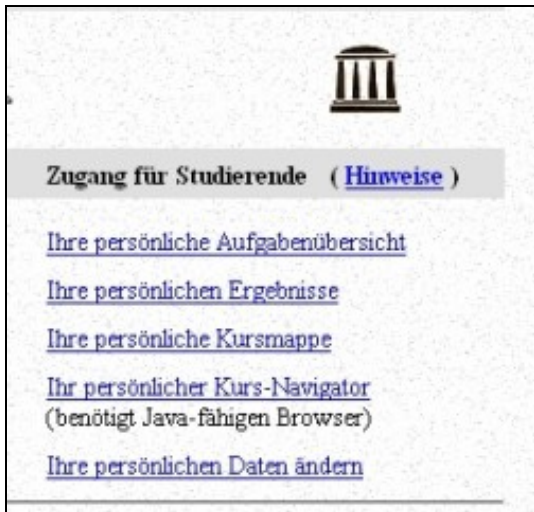 Zugang für Studierende ( Hinweise )
Ihre persönliche Aufgabenübersicht
Ihre persönlichen Ergebnisse
Ihre persönliche Kursmappe
Ihr persönlicher Kurs-Navigator
(benötigt Java-fähigen Browser)
Ihre persönlichen Daten ändern